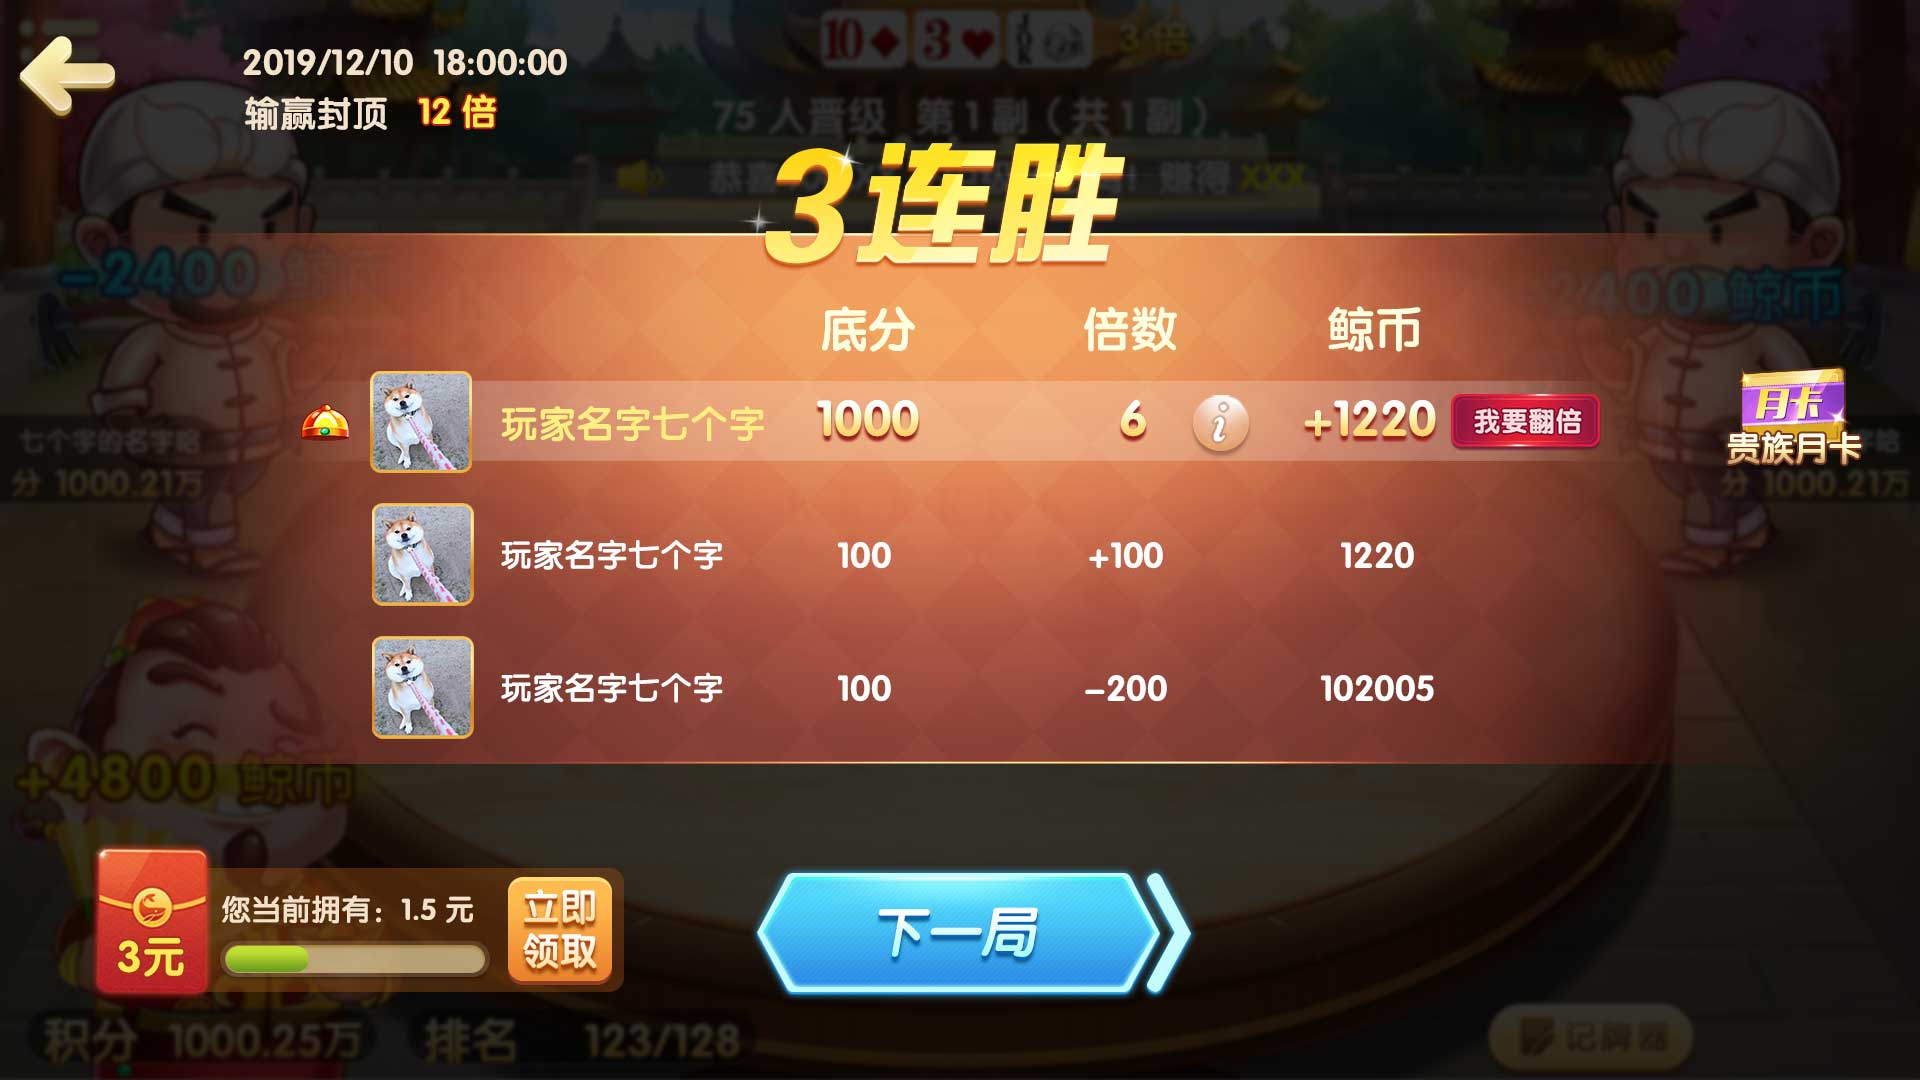 2019/12/10 18:00:00
输赢封顶 12 倍
10 3 JOK 3 倍
75 人晋级 第 1 副（共 1 副）
恭喜 赚得 XXX
3连胜
-2400 鲸币
2400 鲸币
底分 倍数 鲸币
玩家名字七个字 1000 6 i +1220 我要翻倍
月卡
贵族月卡
七个字的名字哈
分 1000.21万
哈
分 1000.21万
玩家名字七个字 100 +100 1220
玩家名字七个字 100 -200 102005
+4800 鲸币
3元
您当前拥有：1.5 元
立即
领取
下一局
积分 1000.25万 排名 123/128
记牌器